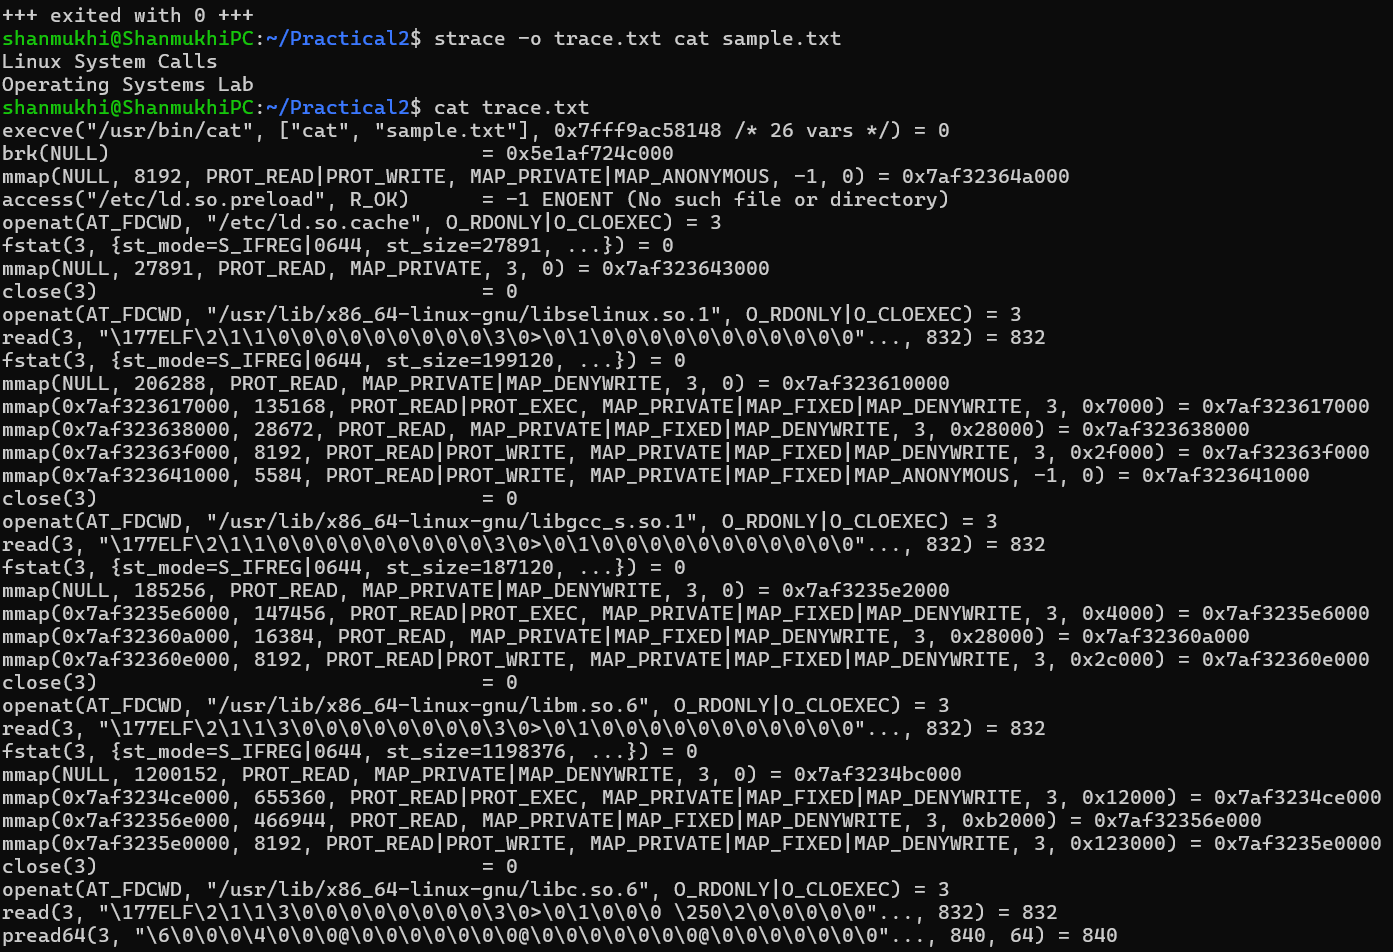 +++ exited with 0 +++
shanmukhi@ShanmukhiPC:~/Practical2$ strace -o trace.txt cat sample.txt
Linux System Calls
Operating Systems Lab
shanmukhi@ShanmukhiPC:~/Practical2$ cat trace.txt
execve("/usr/bin/cat", ["cat", "sample.txt"], 0x7fff9ac58148 /* 26 vars */) = 0
brk(NULL)                               = 0x5e1af724c000
mmap(NULL, 8192, PROT_READ|PROT_WRITE, MAP_PRIVATE|MAP_ANONYMOUS, -1, 0) = 0x7af32364a000
access("/etc/ld.so.preload", R_OK)      = -1 ENOENT (No such file or directory)
openat(AT_FDCWD, "/etc/ld.so.cache", O_RDONLY|O_CLOEXEC) = 3
fstat(3, {st_mode=S_IFREG|0644, st_size=27891, ...}) = 0
mmap(NULL, 27891, PROT_READ, MAP_PRIVATE, 3, 0) = 0x7af323643000
close(3)                                = 0
openat(AT_FDCWD, "/usr/lib/x86_64-linux-gnu/libselinux.so.1", O_RDONLY|O_CLOEXEC) = 3
read(3, "\177ELF\2\1\1\0\0\0\0\0\0\0\0\0\3\0>\0\1\0\0\0\0\0\0\0\0\0\0\0"..., 832) = 832
fstat(3, {st_mode=S_IFREG|0644, st_size=199120, ...}) = 0
mmap(NULL, 206288, PROT_READ, MAP_PRIVATE|MAP_DENYWRITE, 3, 0) = 0x7af323610000
mmap(0x7af323617000, 135168, PROT_READ|PROT_EXEC, MAP_PRIVATE|MAP_FIXED|MAP_DENYWRITE, 3, 0x7000) = 0x7af323617000
mmap(0x7af323638000, 28672, PROT_READ, MAP_PRIVATE|MAP_FIXED|MAP_DENYWRITE, 3, 0x28000) = 0x7af323638000
mmap(0x7af32363f000, 8192, PROT_READ|PROT_WRITE, MAP_PRIVATE|MAP_FIXED|MAP_DENYWRITE, 3, 0x2f000) = 0x7af32363f000
mmap(0x7af323641000, 5584, PROT_READ|PROT_WRITE, MAP_PRIVATE|MAP_FIXED|MAP_ANONYMOUS, -1, 0) = 0x7af323641000
close(3)                                = 0
openat(AT_FDCWD, "/usr/lib/x86_64-linux-gnu/libgcc_s.so.1", O_RDONLY|O_CLOEXEC) = 3
read(3, "\177ELF\2\1\1\0\0\0\0\0\0\0\0\0\3\0>\0\1\0\0\0\0\0\0\0\0\0\0\0"..., 832) = 832
fstat(3, {st_mode=S_IFREG|0644, st_size=187120, ...}) = 0
mmap(NULL, 185256, PROT_READ, MAP_PRIVATE|MAP_DENYWRITE, 3, 0) = 0x7af3235e2000
mmap(0x7af3235e6000, 147456, PROT_READ|PROT_EXEC, MAP_PRIVATE|MAP_FIXED|MAP_DENYWRITE, 3, 0x4000) = 0x7af3235e6000
mmap(0x7af32360a000, 16384, PROT_READ, MAP_PRIVATE|MAP_FIXED|MAP_DENYWRITE, 3, 0x28000) = 0x7af32360a000
mmap(0x7af32360e000, 8192, PROT_READ|PROT_WRITE, MAP_PRIVATE|MAP_FIXED|MAP_DENYWRITE, 3, 0x2c000) = 0x7af32360e000
close(3)                                = 0
openat(AT_FDCWD, "/usr/lib/x86_64-linux-gnu/libm.so.6", O_RDONLY|O_CLOEXEC) = 3
read(3, "\177ELF\2\1\1\3\0\0\0\0\0\0\0\0\3\0>\0\1\0\0\0\0\0\0\0\0\0\0\0"..., 832) = 832
fstat(3, {st_mode=S_IFREG|0644, st_size=1198376, ...}) = 0
mmap(NULL, 1200152, PROT_READ, MAP_PRIVATE|MAP_DENYWRITE, 3, 0) = 0x7af3234bc000
mmap(0x7af3234ce000, 655360, PROT_READ|PROT_EXEC, MAP_PRIVATE|MAP_FIXED|MAP_DENYWRITE, 3, 0x12000) = 0x7af3234ce000
mmap(0x7af32356e000, 466944, PROT_READ, MAP_PRIVATE|MAP_FIXED|MAP_DENYWRITE, 3, 0xb2000) = 0x7af32356e000
mmap(0x7af3235e0000, 8192, PROT_READ|PROT_WRITE, MAP_PRIVATE|MAP_FIXED|MAP_DENYWRITE, 3, 0x123000) = 0x7af3235e0000
close(3)                                = 0
openat(AT_FDCWD, "/usr/lib/x86_64-linux-gnu/libc.so.6", O_RDONLY|O_CLOEXEC) = 3
read(3, "\177ELF\2\1\1\3\0\0\0\0\0\0\0\0\3\0>\0\1\0\0\0 \250\2\0\0\0\0\0"..., 832) = 832
pread64(3, "\6\0\0\0\4\0\0\0@\0\0\0\0\0\0\0@\0\0\0\0\0\0\0@\0\0\0\0\0\0\0"..., 840, 64) = 840